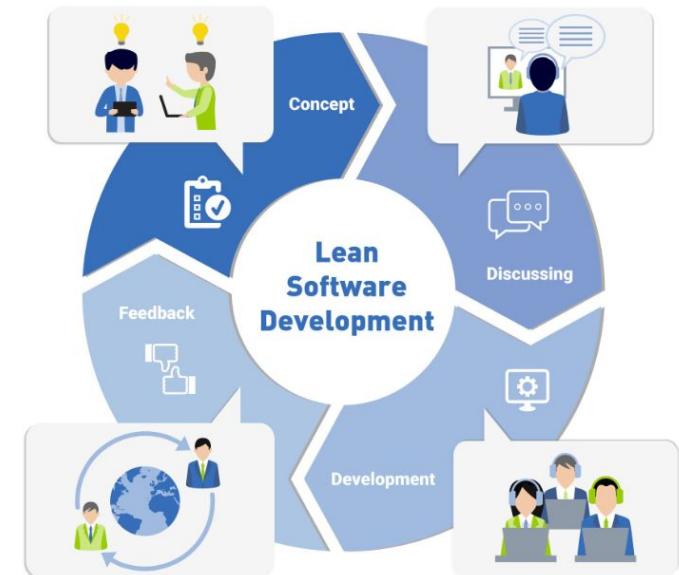 Concept
Discussing
Lean
Software
Development
Feedback
Development